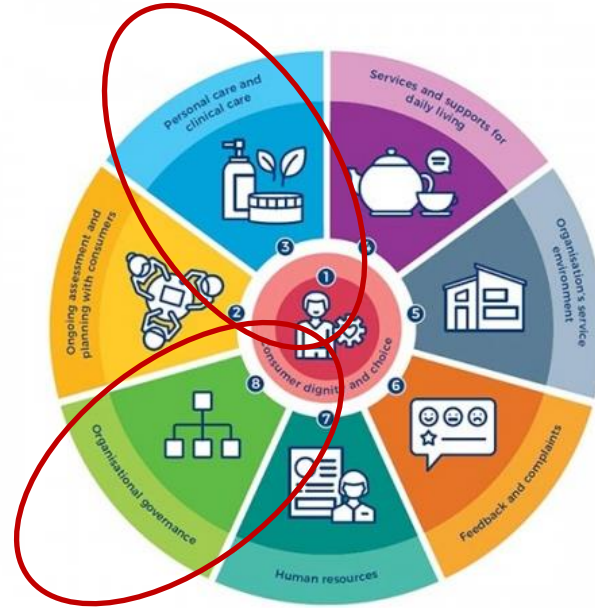 1
Consumer dignity and choice
2
Ongoing assessment and
planning with consumers
3
Personal care and
clinical care
4
Services and supports for
daily living
5
Organisation's service
environment
6
Feedback and complaints
7
Human resources
8
Organisational governance